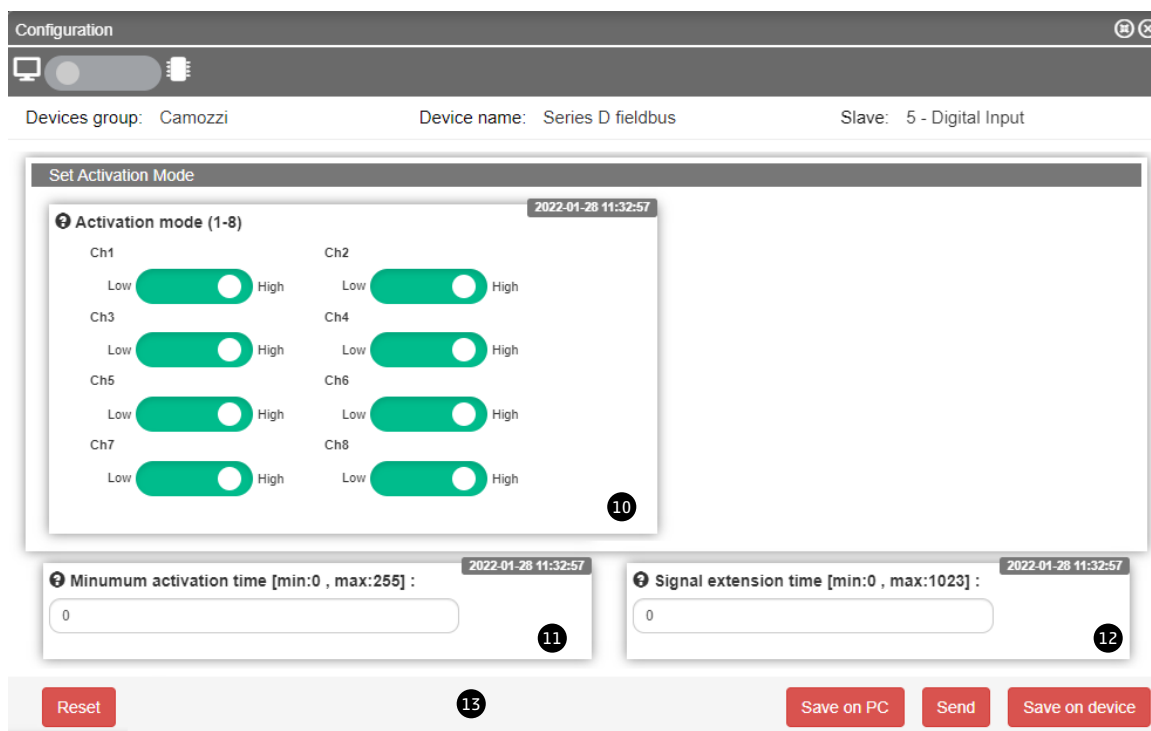 Configuration
Devices group: Camozzi Device name: Series D fieldbus Slave: 5 - Digital Input
Set Activation Mode
2022-01-28 11:32:57
Activation mode (1-8)
Ch1 Ch2
Low High Low High
Ch3 Ch4
Low High Low High
Ch5 Ch6
Low High Low High
Ch7 Ch8
Low High Low High
10
2022-01-28 11:32:57 2022-01-28 11:32:57
Minumum activation time [min:0 , max:255] : Signal extension time [min:0 , max:1023] :
0 0
11 12
Reset 13 Save on PC Send Save on device